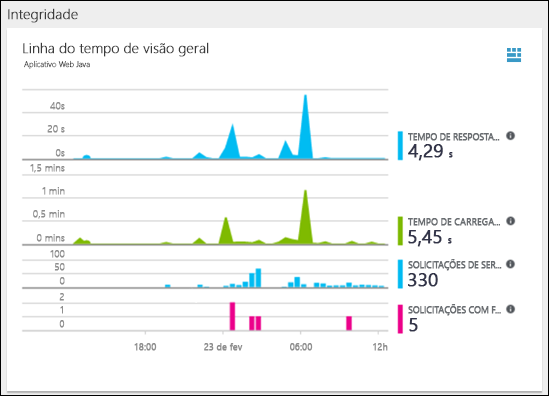 Integridade
Linha do tempo de visão geral
Aplicativo Web Java
40s
20 s
0s
TEMPO DE RESPOSTA...
4,29 s
1,5 mins
1 min
0,5 min
0 mins
TEMPO DE CARREGA...
5,45 s
100
50
0
SOLICITAÇÕES DE SER...
330
2
1
0
SOLICITAÇÕES COM F...
5
18:00 23 de fev 06:00 12h